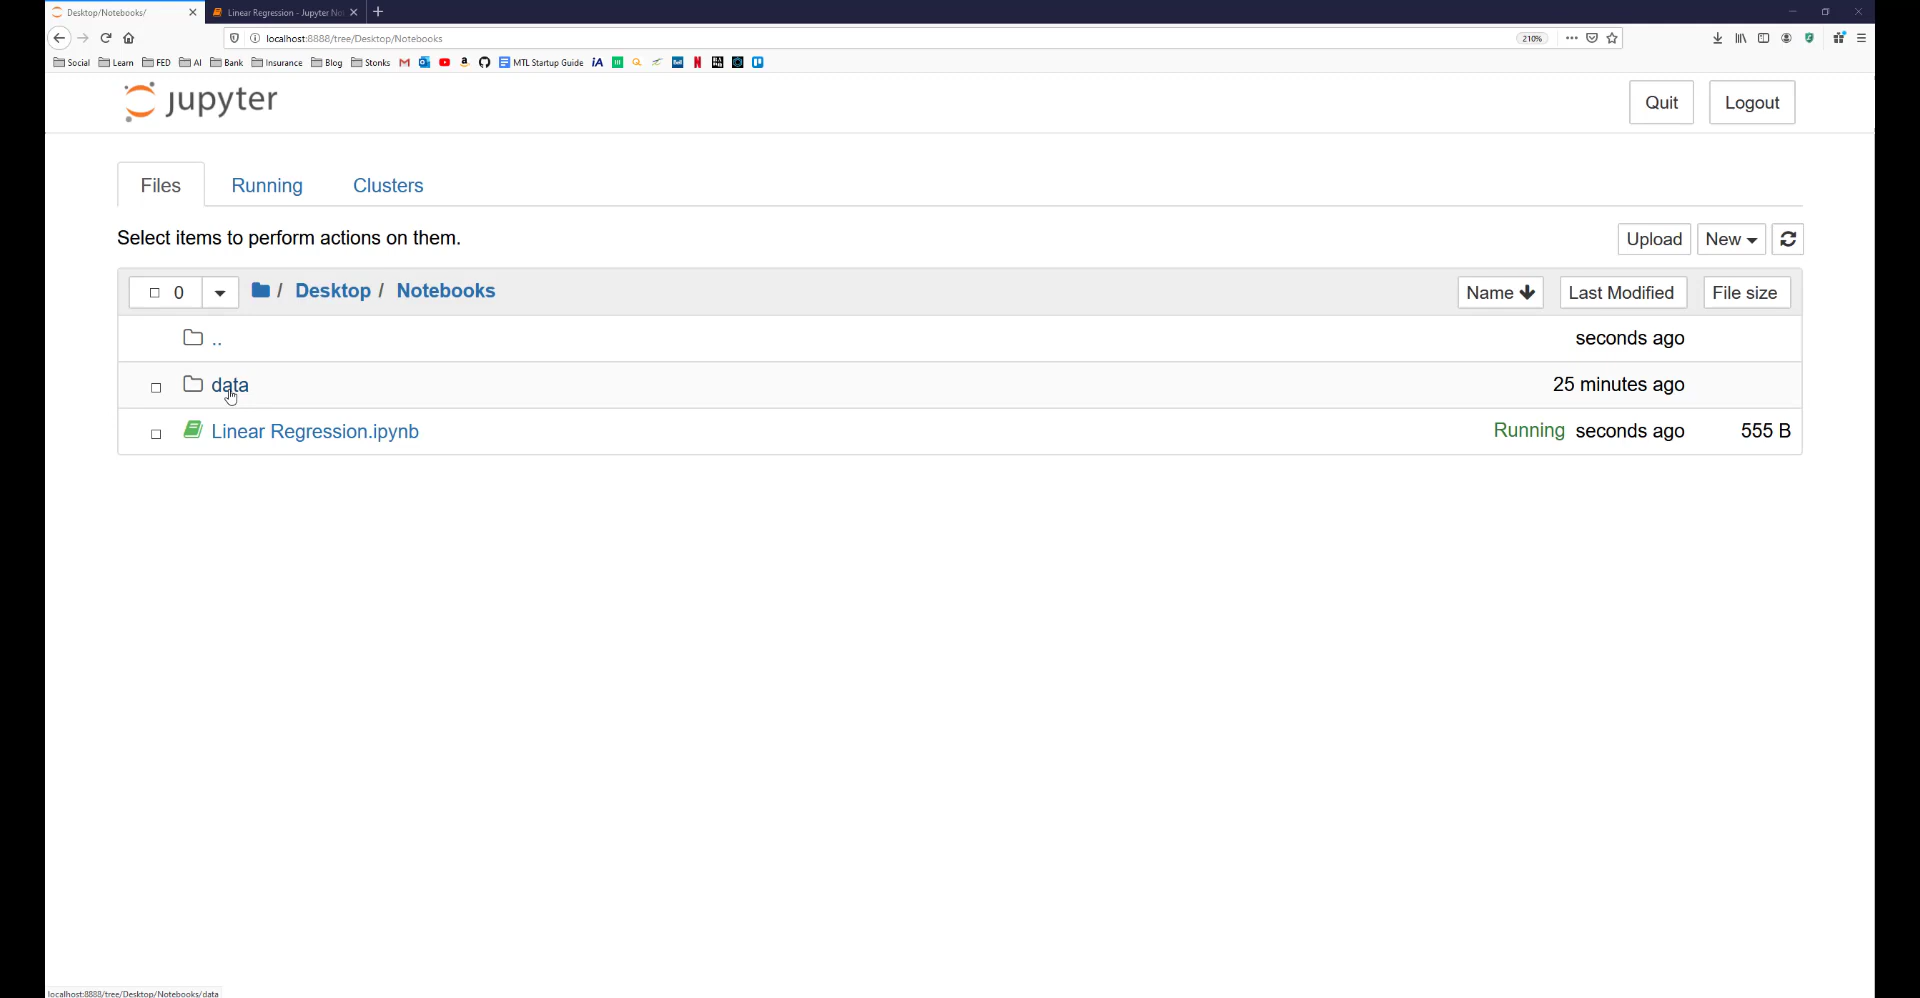 Desktop/Notebooks/
Linear Regression - Jupyter No
localhost:8888/tree/Desktop/Notebooks
210%
Social Learn FED AI Bank Insurance Blog Stonks MTL Startup Guide iA
jupyter
Quit Logout
Files Running Clusters
Select items to perform actions on them.
Upload New
0 / Desktop / Notebooks Name Last Modified File size
.. seconds ago
data 25 minutes ago
Linear Regression.ipynb Running seconds ago 555 B
localhost:8888/tree/Desktop/Notebooks/data